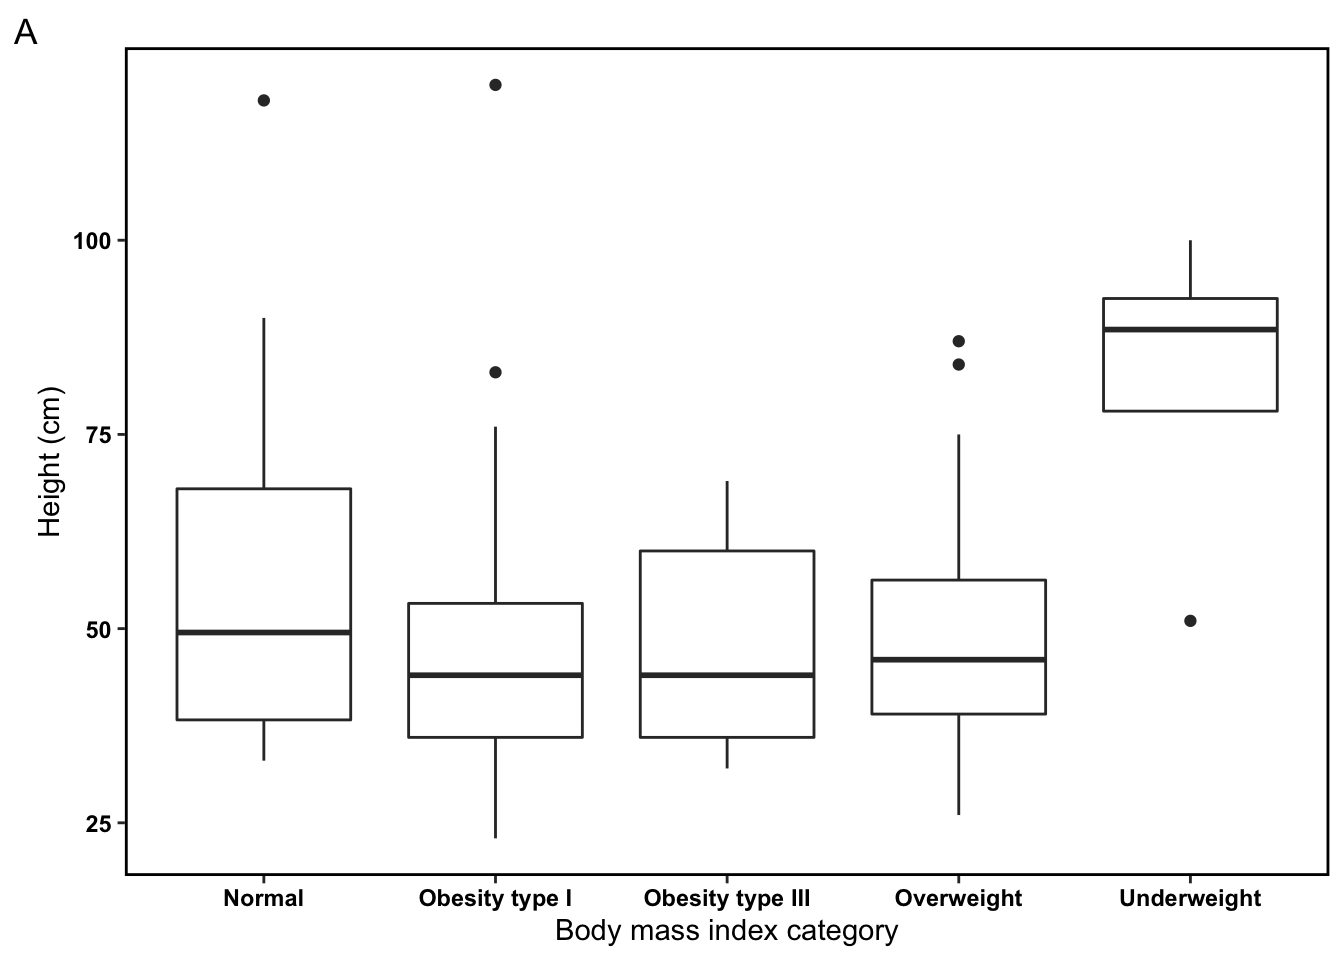 A
Height (cm)
100
75
50
25
Normal
Obesity type I
Obesity type III
Overweight
Underweight
Body mass index category